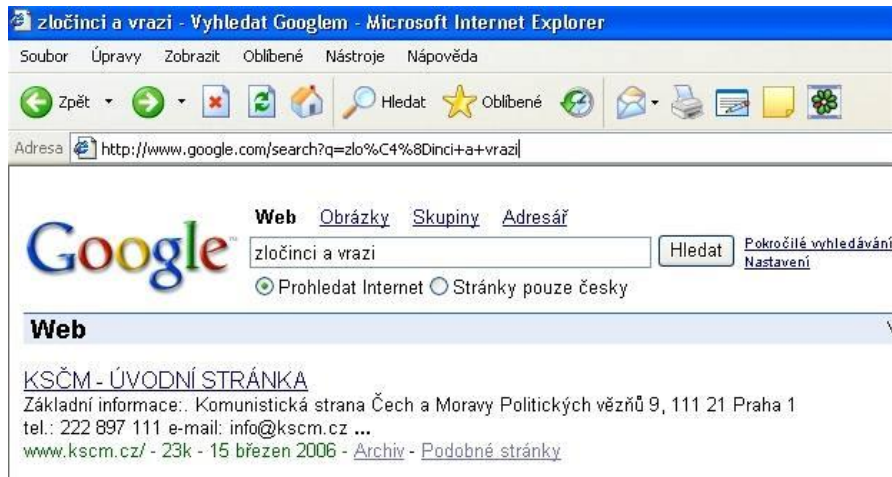 zločinci a vrazi - Vyhledat Googlem - Microsoft Internet Explorer
Soubor Úpravy Zobrazit Oblíbené Nástroje Nápověda
Zpět Hledat Oblíbené
Adresa http://www.google.com/search?q=zlo%C4%8Dinci+a+vrazi
Web Obrázky Skupiny Adresář
Google™ zločinci a vrazi Hledat Pokročilé vyhledávání
Nastavení
Prohledat Internet Stránky pouze česky
Web
KSČM - ÚVODNÍ STRÁNKA
Základní informace:. Komunistická strana Čech a Moravy Politických vězňů 9, 111 21 Praha 1
tel.: 222 897 111 e-mail: info@kscm.cz ...
www.kscm.cz/ - 23k - 15 březen 2006 - Archiv - Podobné stránky